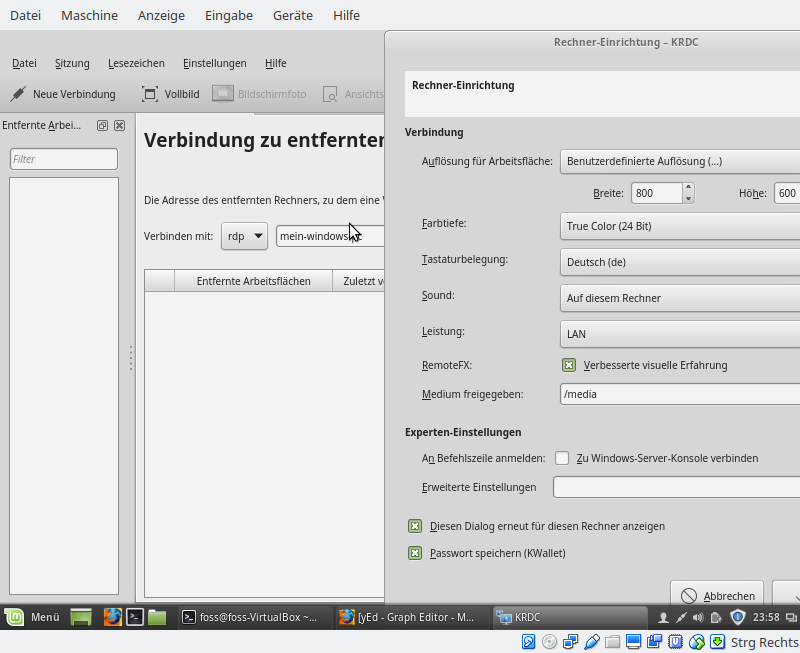 Datei Maschine Anzeige Eingabe Geräte Hilfe
Rechner-Einrichtung – KRDC
Datei Sitzung Lesezeichen Einstellungen Hilfe
Neue Verbindung Vollbild Bildschirmfoto Ansichts
Rechner-Einrichtung
Entfernte Arbei...
Filter
Verbindung zu entfernter
Die Adresse des entfernten Rechners, zu dem eine
Verbinden mit: rdp mein-windows
Entfernte Arbeitsflächen Zuletzt v
Verbindung
Auflösung für Arbeitsfläche: Benutzerdefinierte Auflösung (...)
Breite: 800 Höhe: 600
Farbtiefe: True Color (24 Bit)
Tastaturbelegung: Deutsch (de)
Sound: Auf diesem Rechner
Leistung: LAN
RemoteFX: Verbesserte visuelle Erfahrung
Medium freigegeben: /media
Experten-Einstellungen
An Befehlszeile anmelden: Zu Windows-Server-Konsole verbinden
Erweiterte Einstellungen
Diesen Dialog erneut für diesen Rechner anzeigen
Passwort speichern (KWallet)
Abbrechen
Menü foss@foss-VirtualBox ~... [yEd - Graph Editor - M... KRDC 23:58
Strg Rechts